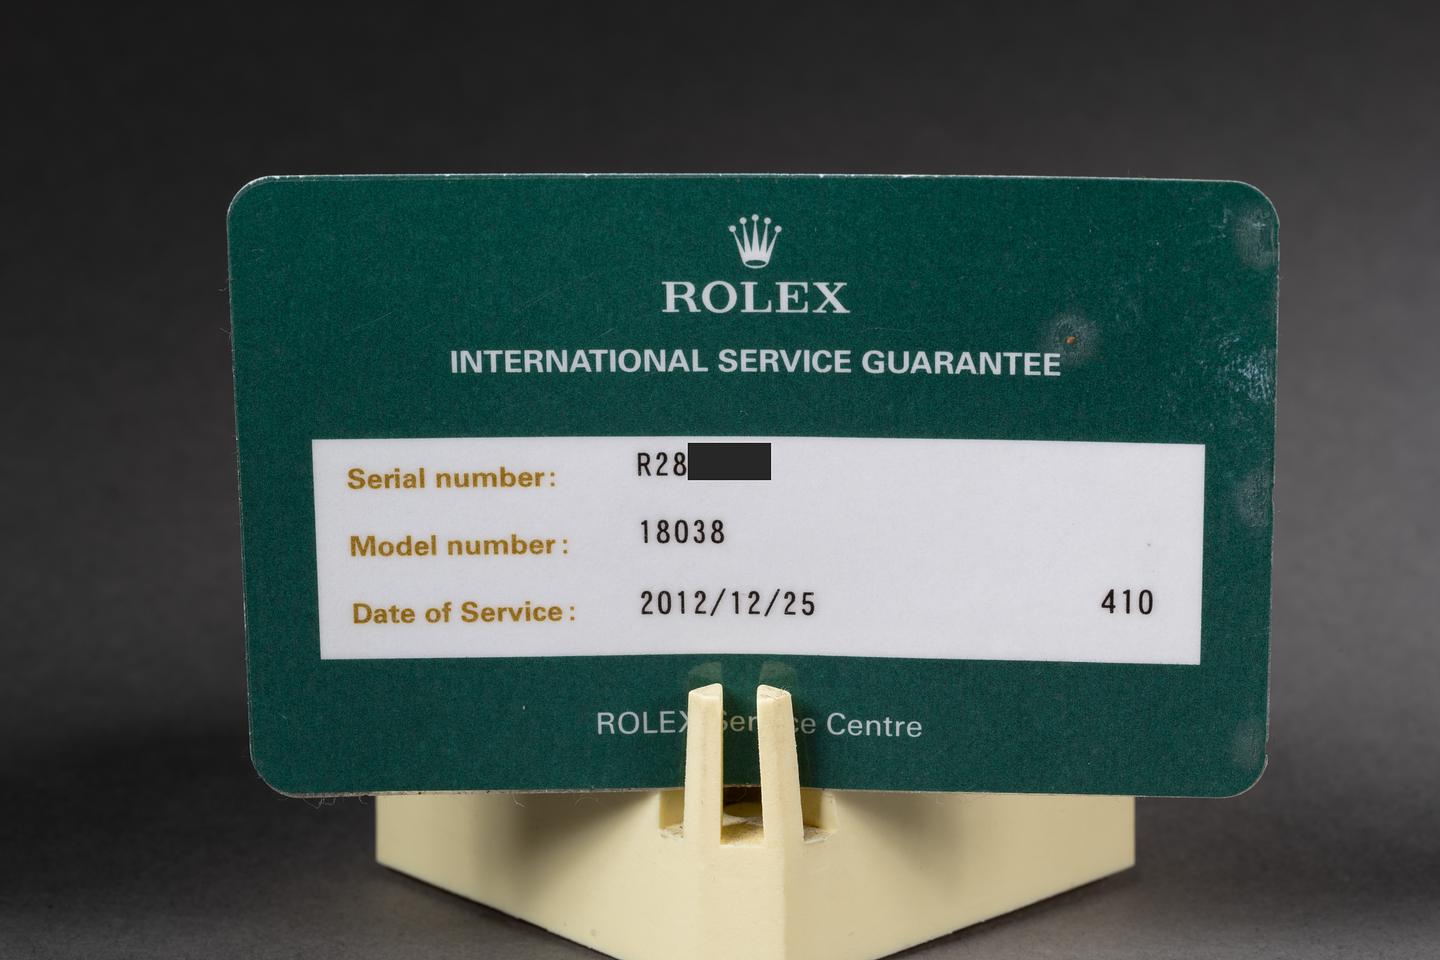 ROLEX
INTERNATIONAL SERVICE GUARANTEE
Serial number: R28
Model number: 18038
Date of Service: 2012/12/25 410
ROLEX Centre